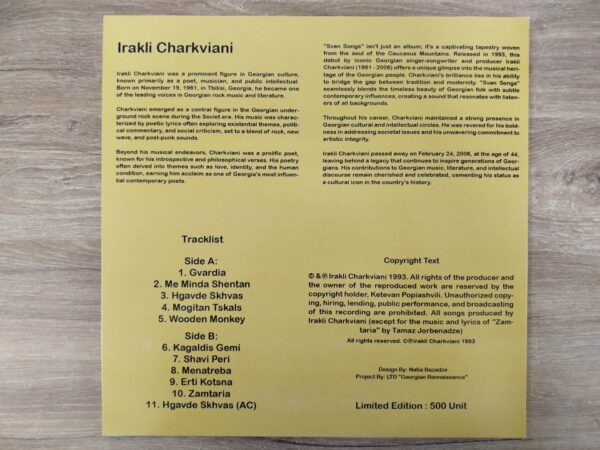 Irakli Charkviani
Irakli Charkviani was a prominent figure in Georgian culture,
known primarily as a poet, musician, and public intellectual.
Born on November 19, 1961, in Tbilisi, Georgia, he became one
of the leading voices in Georgian rock music and literature.
Charkviani emerged as a central figure in the Georgian under-
ground rock scene during the Soviet era. His music was charac-
terized by poetic lyrics often exploring existential themes, politi-
cal commentary, and social criticism, set to a blend of rock, new
wave, and post-punk sounds.
Beyond his musical endeavors, Charkviani was a prolific poet,
known for his introspective and philosophical verses. His poetry
often delved into themes such as love, identity, and the human
condition, earning him acclaim as one of Georgia's most influen-
tial contemporary poets.
"Svan Songs" isn't just an album; it's a captivating tapestry woven
from the soul of the Caucasus Mountains. Released in 1993, this
debut by iconic Georgian singer-songwriter and producer Irakli
Charkviani (1961 - 2006) offers a unique glimpse into the musical heri-
tage of the Georgian people. Charkviani's brilliance lies in his ability
to bridge the gap between tradition and modernity. "Svan Songs"
seamlessly blends the timeless beauty of Georgian folk with subtle
contemporary influences, creating a sound that resonates with listen-
ers of all backgrounds.
Throughout his career, Charkviani maintained a strong presence in
Georgian cultural and intellectual circles. He was revered for his bold-
ness in addressing societal issues and his unwavering commitment to
artistic integrity.
Irakli Charkviani passed away on February 24, 2006, at the age of 44,
leaving behind a legacy that continues to inspire generations of Geor-
gians. His contributions to Georgian music, literature, and intellectual
discourse remain cherished and celebrated, cementing his status as
a cultural icon in the country's history.
Tracklist
Side A:
1. Gvardia
2. Me Minda Shentan
3. Hgavde Skhvas
4. Mogitan Tskals
5. Wooden Monkey
Side B:
6. Kagaldis Gemi
7. Shavi Peri
8. Menatreba
9. Erti Kotsna
10. Zamtaria
11. Hgavde Skhvas (AC)
Copyright Text
© & ℗ Irakli Charkviani 1993. All rights of the producer and
the owner of the reproduced work are reserved by the
copyright holder, Ketevan Popiashvili. Unauthorized copy-
ing, hiring, lending, public performance, and broadcasting
of this recording are prohibited. All songs produced by
Irakli Charkviani (except for the music and lyrics of "Zam-
taria" by Tamaz Jorbenadze)
All rights reserved. ©℗Irakli Charkviani 1993
Design By: Natia Bazadze
Project By: LTD "Georgian Rennaissance"
Limited Edition : 500 Unit